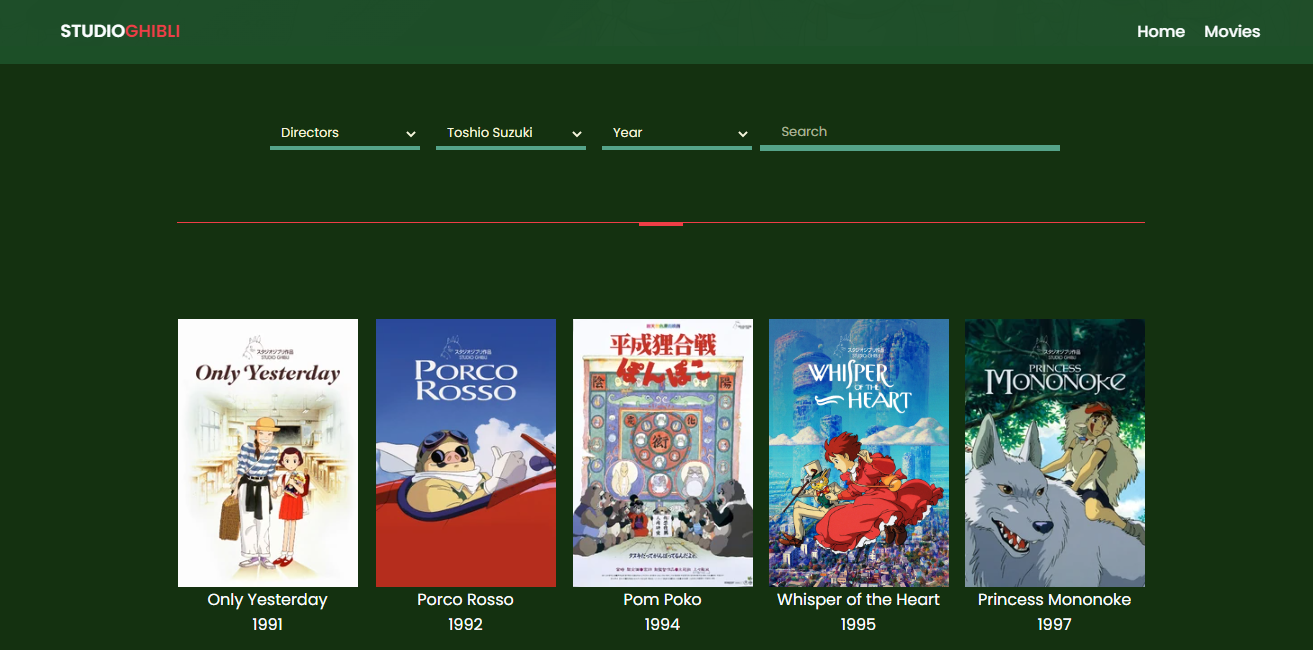 STUDIOGHIBLI
Home Movies
Directors Toshio Suzuki Year Search
スタジオジブリ作品
STUDIO GHIBLI
Only Yesterday
スタジオジブリ作品
STUDIO GHIBLI
PORCO
ROSSO
平成狸合戦
ぽんぽこ
陰 陽
スタジオジブリ作品
STUDIO GHIBLI
WHISPER
OF THE
HEART
スタジオジブリ作品
STUDIO GHIBLI
PRINCESS
MONONOKE
Only Yesterday
1991
Porco Rosso
1992
Pom Poko
1994
Whisper of the Heart
1995
Princess Mononoke
1997